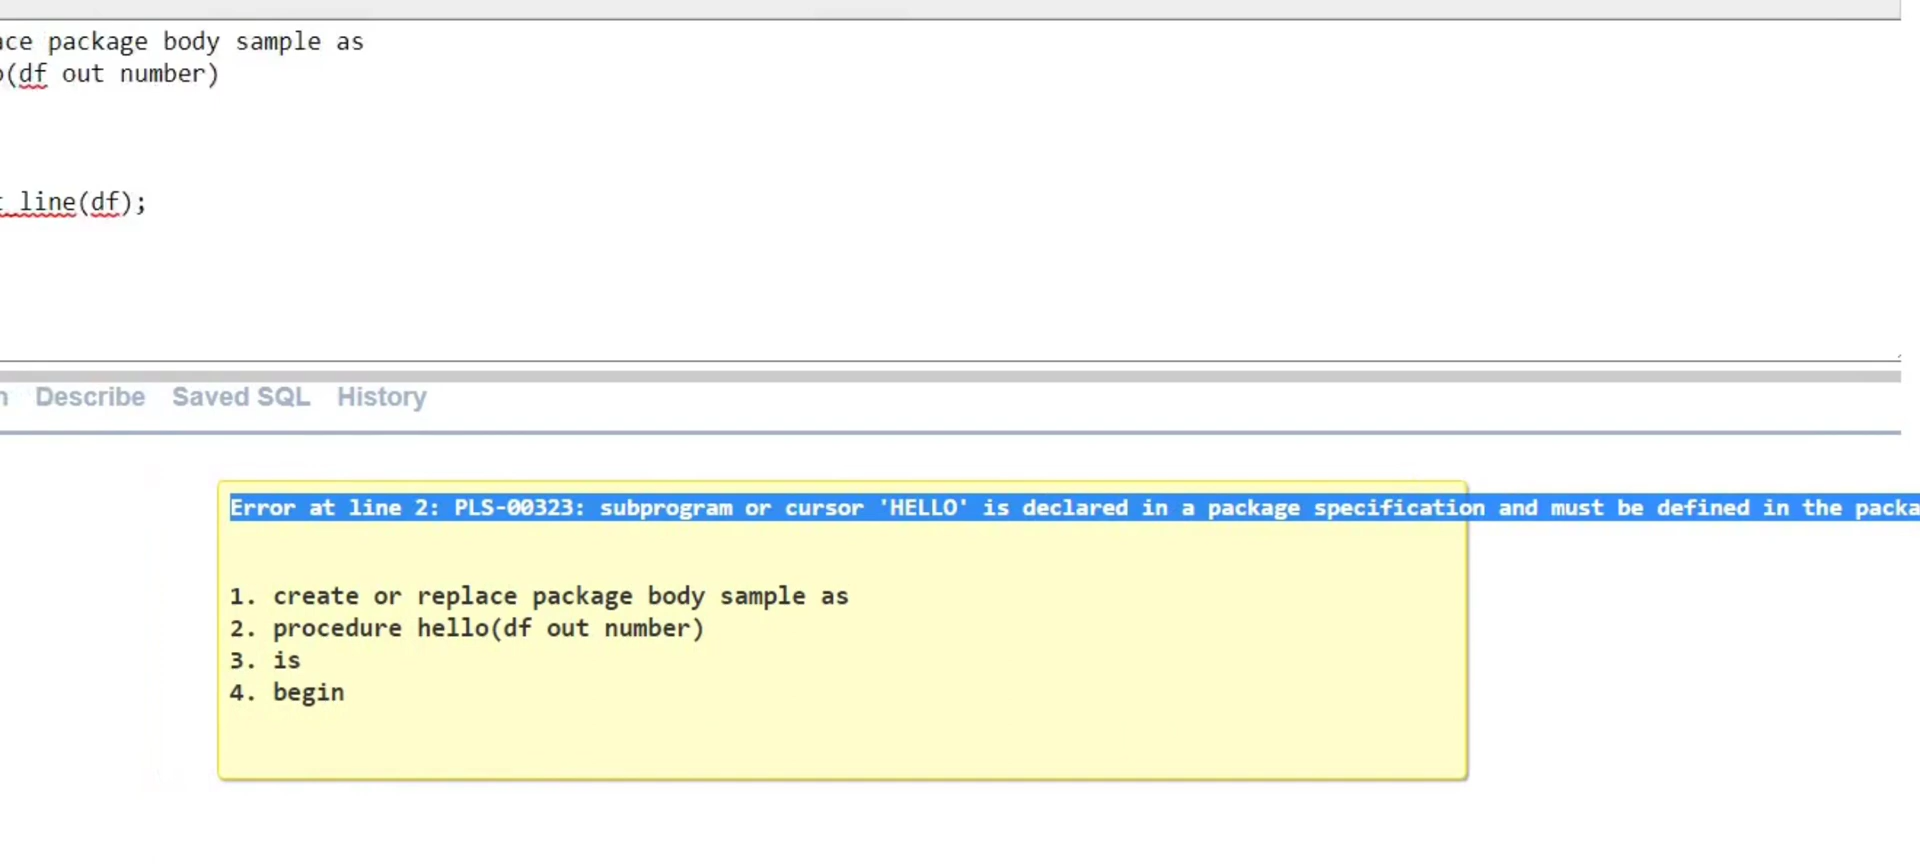 ce package body sample as
(df out number)
_line(df);
Describe Saved SQL History
Error at line 2: PLS-00323: subprogram or cursor 'HELLO' is declared in a package specification and must be defined in the packa
1. create or replace package body sample as
2. procedure hello(df out number)
3. is
4. begin